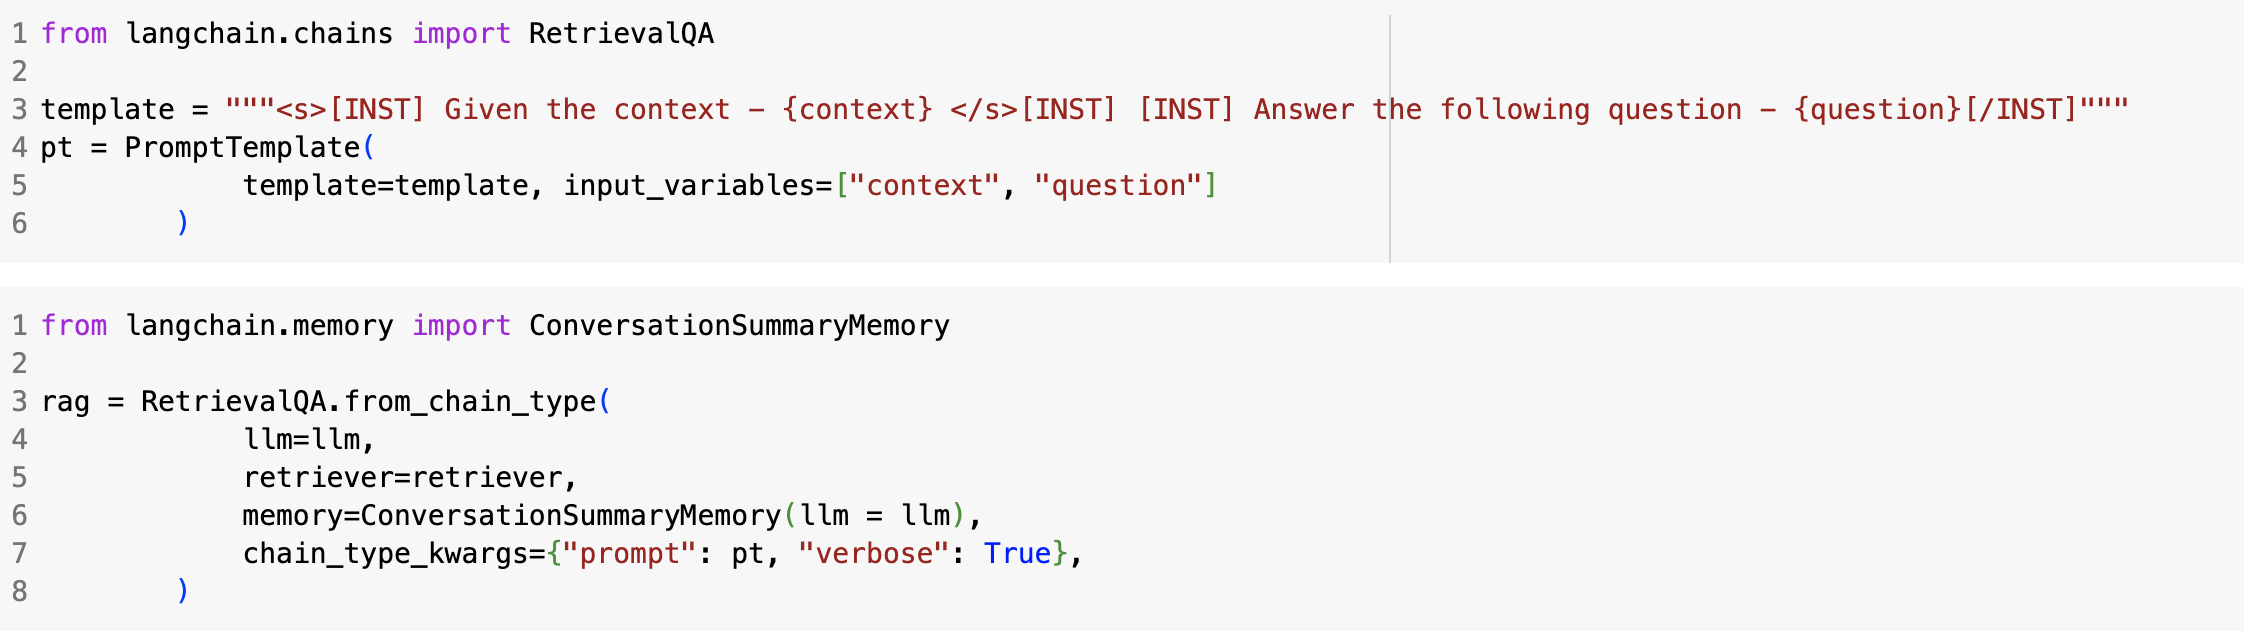 1 from langchain.chains import RetrievalQA
2
3 template = """<s>[INST] Given the context – {context} </s>[INST] [INST] Answer the following question – {question}[/INST]"""
4 pt = PromptTemplate(
5             template=template, input_variables=["context", "question"]
6         )
1 from langchain.memory import ConversationSummaryMemory
2
3 rag = RetrievalQA.from_chain_type(
4             llm=llm,
5             retriever=retriever,
6             memory=ConversationSummaryMemory(llm = llm),
7             chain_type_kwargs={"prompt": pt, "verbose": True},
8         )